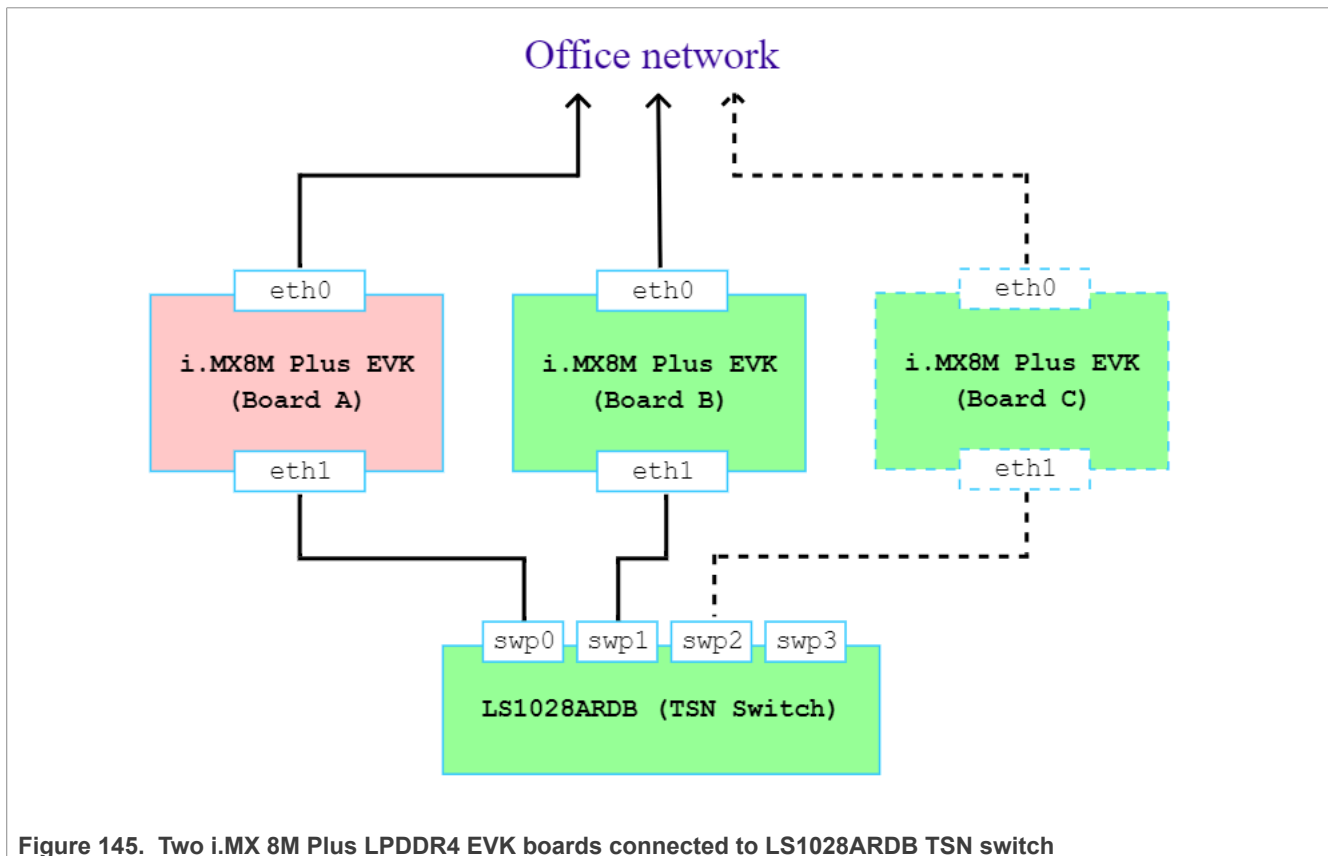 Office network
eth0
eth0
eth0
i.MX8M Plus EVK
(Board A)
i.MX8M Plus EVK
(Board B)
i.MX8M Plus EVK
(Board C)
eth1
eth1
eth1
swp0
swp1
swp2
swp3
LS1028ARDB (TSN Switch)
Figure 145. Two i.MX 8M Plus LPDDR4 EVK boards connected to LS1028ARDB TSN switch